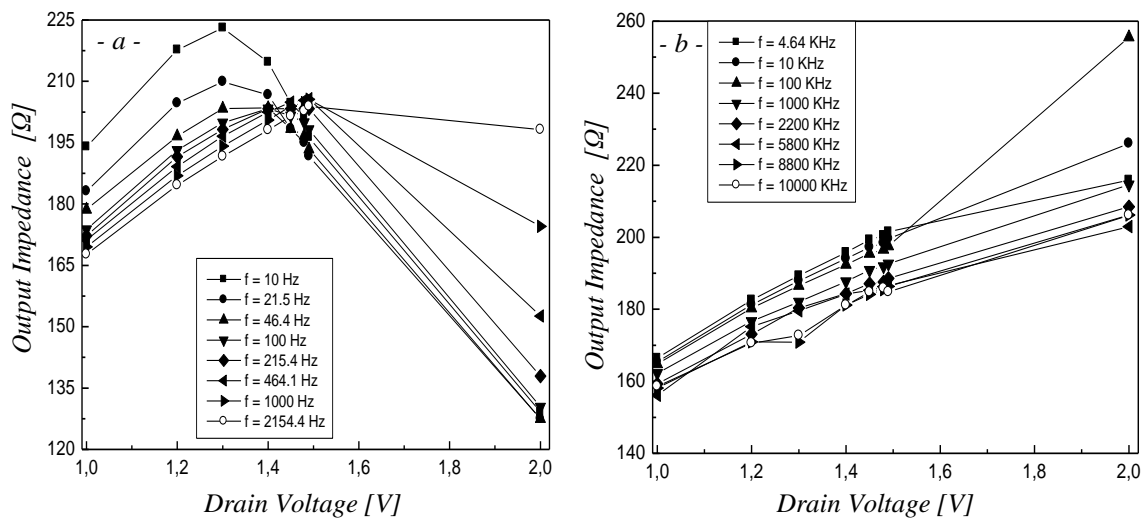 - a -
Output Impedance [Ω]
225
210
195
180
165
150
135
120
f = 10 Hz
f = 21.5 Hz
f = 46.4 Hz
f = 100 Hz
f = 215.4 Hz
f = 464.1 Hz
f = 1000 Hz
f = 2154.4 Hz
1,0 1,2 1,4 1,6 1,8 2,0
Drain Voltage [V]
- b -
Output Impedance [Ω]
260
240
220
200
180
160
140
f = 4.64 KHz
f = 10 KHz
f = 100 KHz
f = 1000 KHz
f = 2200 KHz
f = 5800 KHz
f = 8800 KHz
f = 10000 KHz
1,0 1,2 1,4 1,6 1,8 2,0
Drain Voltage [V]